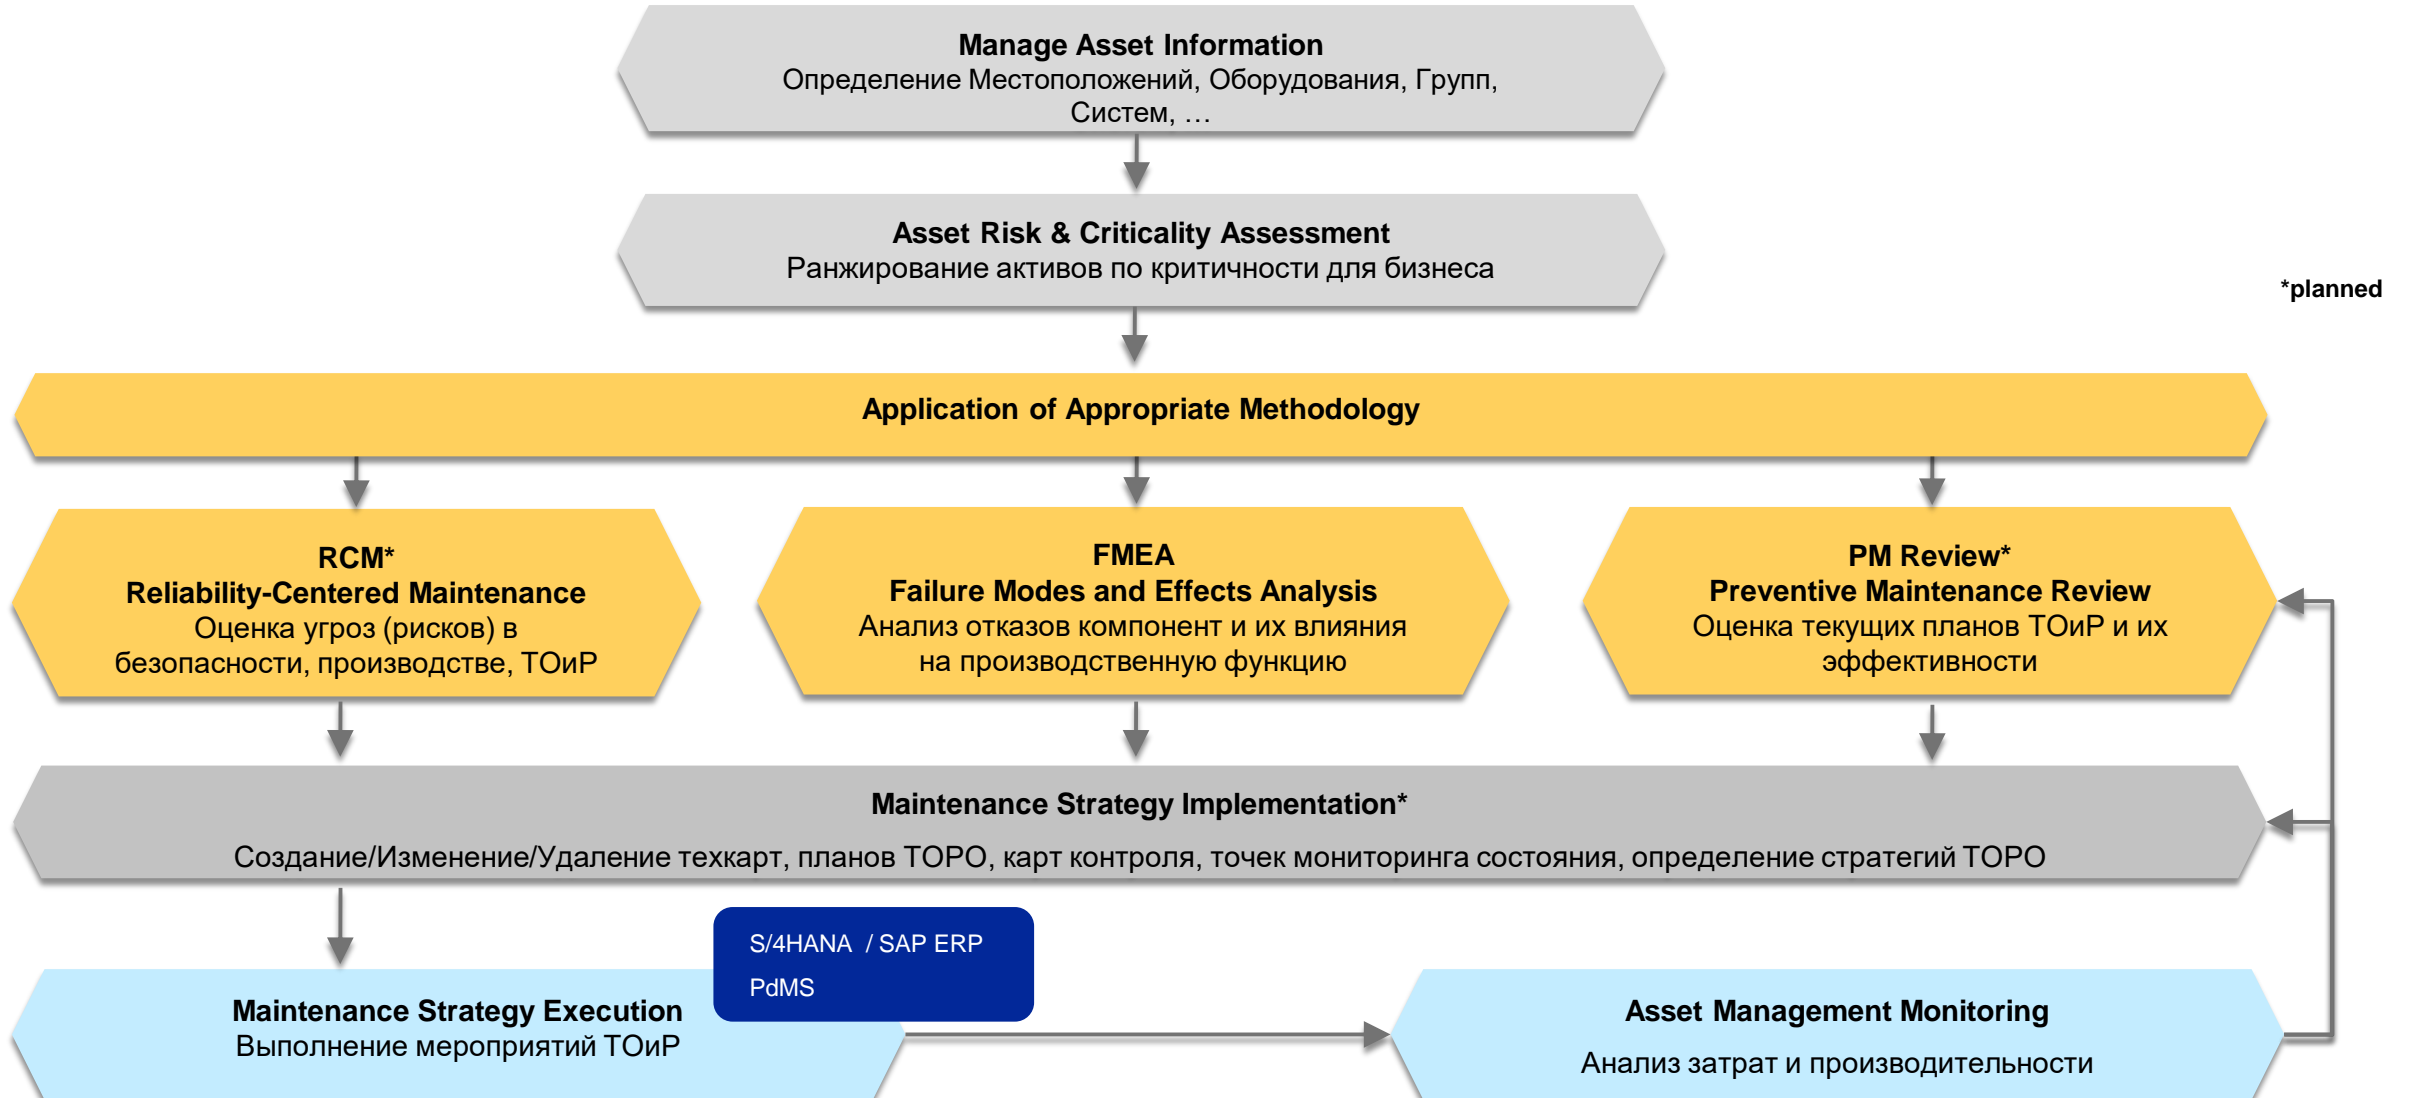 Manage Asset Information
Определение Местоположений, Оборудования, Групп,
Систем, …
Asset Risk & Criticality Assessment
Ранжирование активов по критичности для бизнеса
*planned
Application of Appropriate Methodology
RCM*
Reliability-Centered Maintenance
Оценка угроз (рисков) в
безопасности, производстве, ТОиР
FMEA
Failure Modes and Effects Analysis
Анализ отказов компонент и их влияния
на производственную функцию
PM Review*
Preventive Maintenance Review
Оценка текущих планов ТОиР и их
эффективности
Maintenance Strategy Implementation*
Создание/Изменение/Удаление техкарт, планов ТОРО, карт контроля, точек мониторинга состояния, определение стратегий ТОРО
S/4HANA / SAP ERP
PdMS
Maintenance Strategy Execution
Выполнение мероприятий ТОиР
Asset Management Monitoring
Анализ затрат и производительности